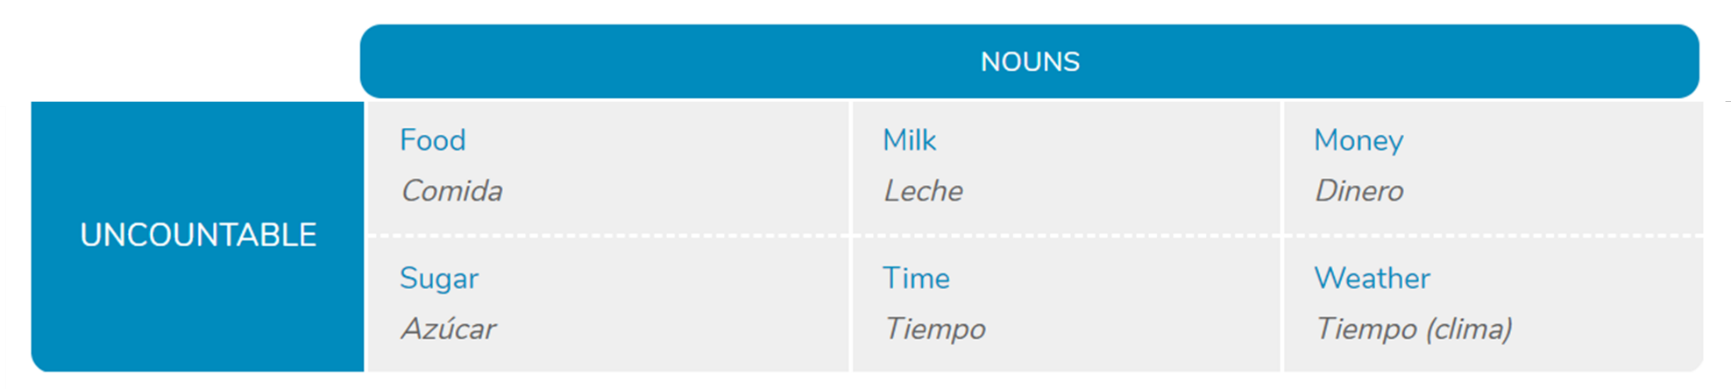 NOUNS
UNCOUNTABLE
Food
Comida
Milk
Leche
Money
Dinero
Sugar
Azúcar
Time
Tiempo
Weather
Tiempo (clima)